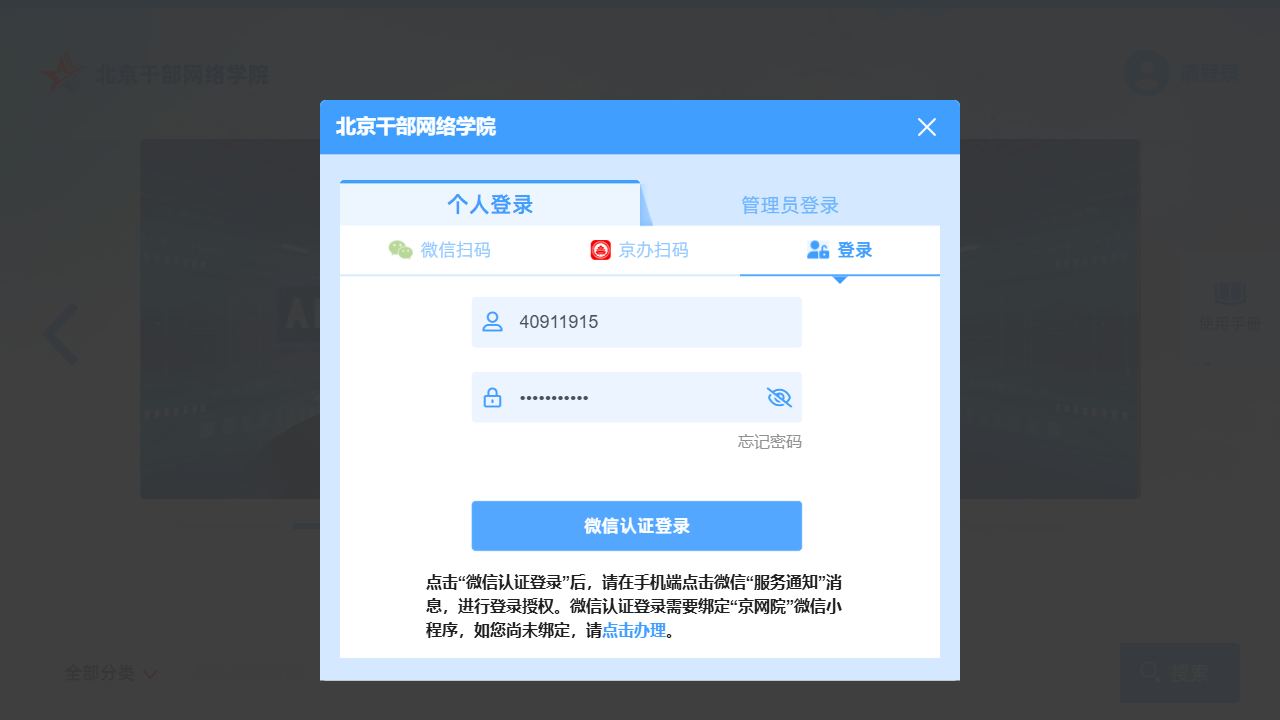 北京干部网络学院
请登录
北京干部网络学院
个人登录
管理员登录
微信扫码
京办扫码
登录
40911915
•••••••••••
忘记密码
微信认证登录
点击“微信认证登录”后，请在手机端点击微信“服务通知”消
息，进行登录授权。微信认证登录需要绑定“京网院”微信小
程序，如您尚未绑定，请点击办理。
使用手册
全部分类
搜索